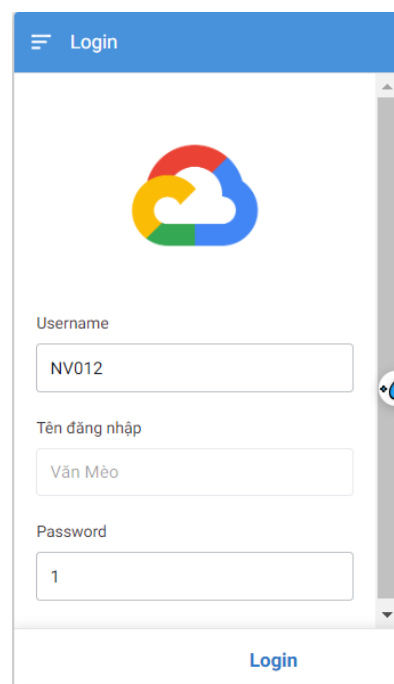 Login
Username
NV012
Tên đăng nhập
Văn Mèo
Password
1
Login